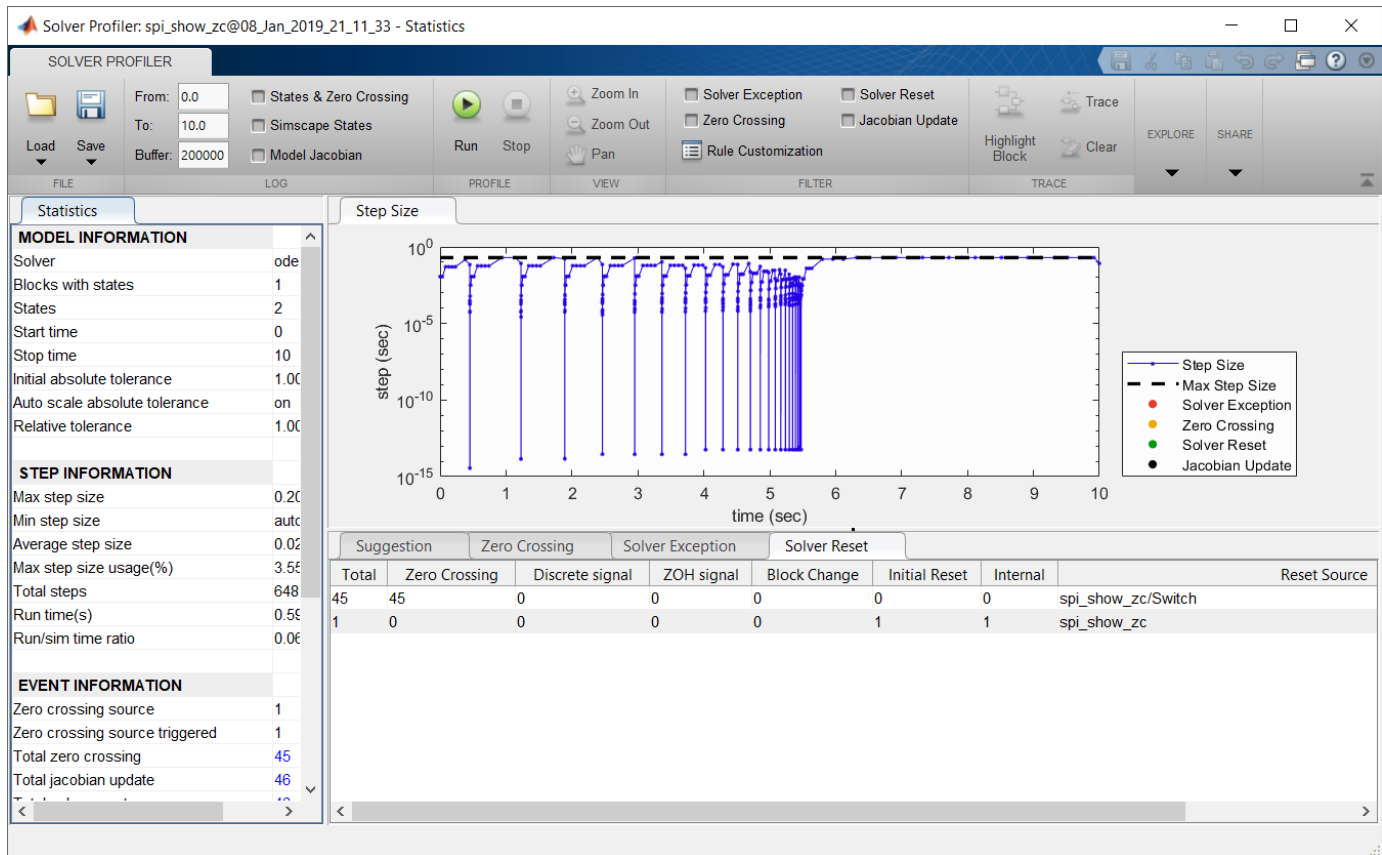 Solver Profiler: spi_show_zc@08_Jan_2019_21_11_33 - Statistics
SOLVER PROFILER
Load
Save
FILE
From: 0.0
To: 10.0
Buffer: 200000
States & Zero Crossing
Simscape States
Model Jacobian
LOG
Run
Stop
PROFILE
Zoom In
Zoom Out
Pan
VIEW
Solver Exception
Solver Reset
Zero Crossing
Jacobian Update
Rule Customization
FILTER
Highlight
Block
Trace
Clear
TRACE
EXPLORE
SHARE
Statistics
MODEL INFORMATION
Solver ode
Blocks with states 1
States 2
Start time 0
Stop time 10
Initial absolute tolerance 1.00
Auto scale absolute tolerance on
Relative tolerance 1.00
STEP INFORMATION
Max step size 0.20
Min step size auto
Average step size 0.02
Max step size usage(%) 3.55
Total steps 648
Run time(s) 0.59
Run/sim time ratio 0.06
EVENT INFORMATION
Zero crossing source 1
Zero crossing source triggered 1
Total zero crossing 45
Total jacobian update 46
Step Size
10^0
10^-5
10^-10
10^-15
step (sec)
0 1 2 3 4 5 6 7 8 9 10
time (sec)
Step Size
Max Step Size
Solver Exception
Zero Crossing
Solver Reset
Jacobian Update
Suggestion Zero Crossing Solver Exception Solver Reset
Total Zero Crossing Discrete signal ZOH signal Block Change Initial Reset Internal Reset Source
45 45 0 0 0 0 0 spi_show_zc/Switch
1 0 0 0 0 1 1 spi_show_zc